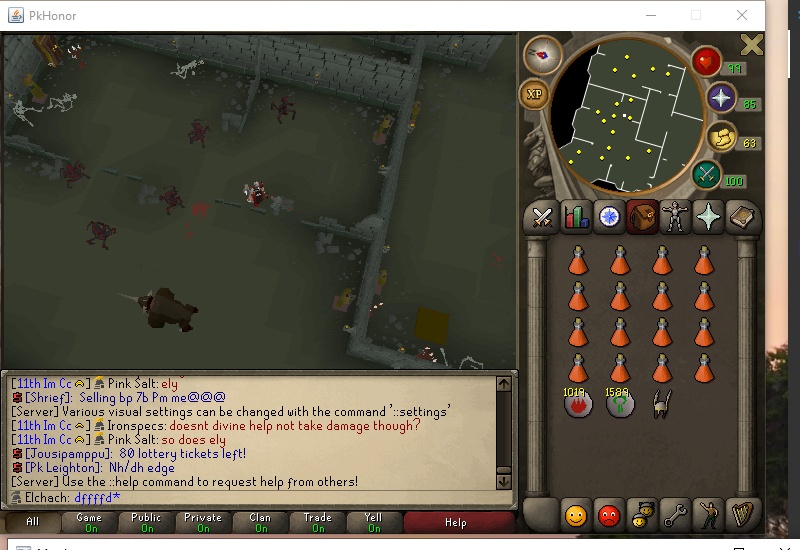 PkHonor
XP
99
85
63
100
[11th Im Cc] Pink Salt: ely
[Shrief]: Selling bp 7b Pm me@@@
[Server] Various visual settings can be changed with the command '::settings'
[11th Im Cc] Ironspecs: doesnt divine help not take damage though?
[11th Im Cc] Pink Salt: so does ely
[Jousipamppu]: 80 lottery tickets left!
[Pk Leighton]: Nh/dh edge
[Server] Use the ::help command to request help from others!
Elchach: dffffd*
1019
1589
All
Game
On
Public
On
Private
On
Clan
On
Trade
On
Yell
On
Help